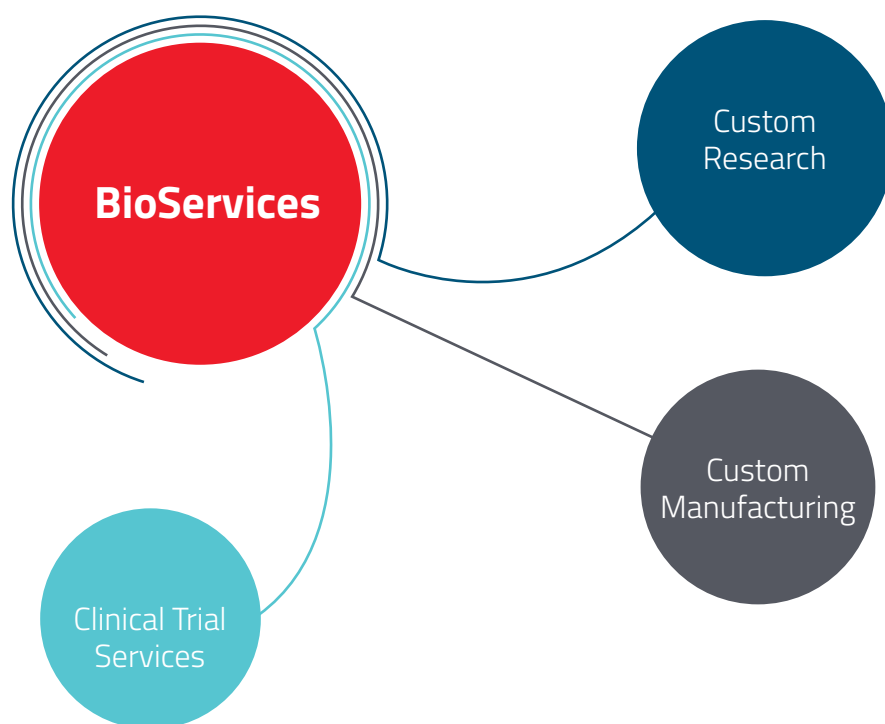 BioServices
Custom
Research
Custom
Manufacturing
Clinical Trial
Services